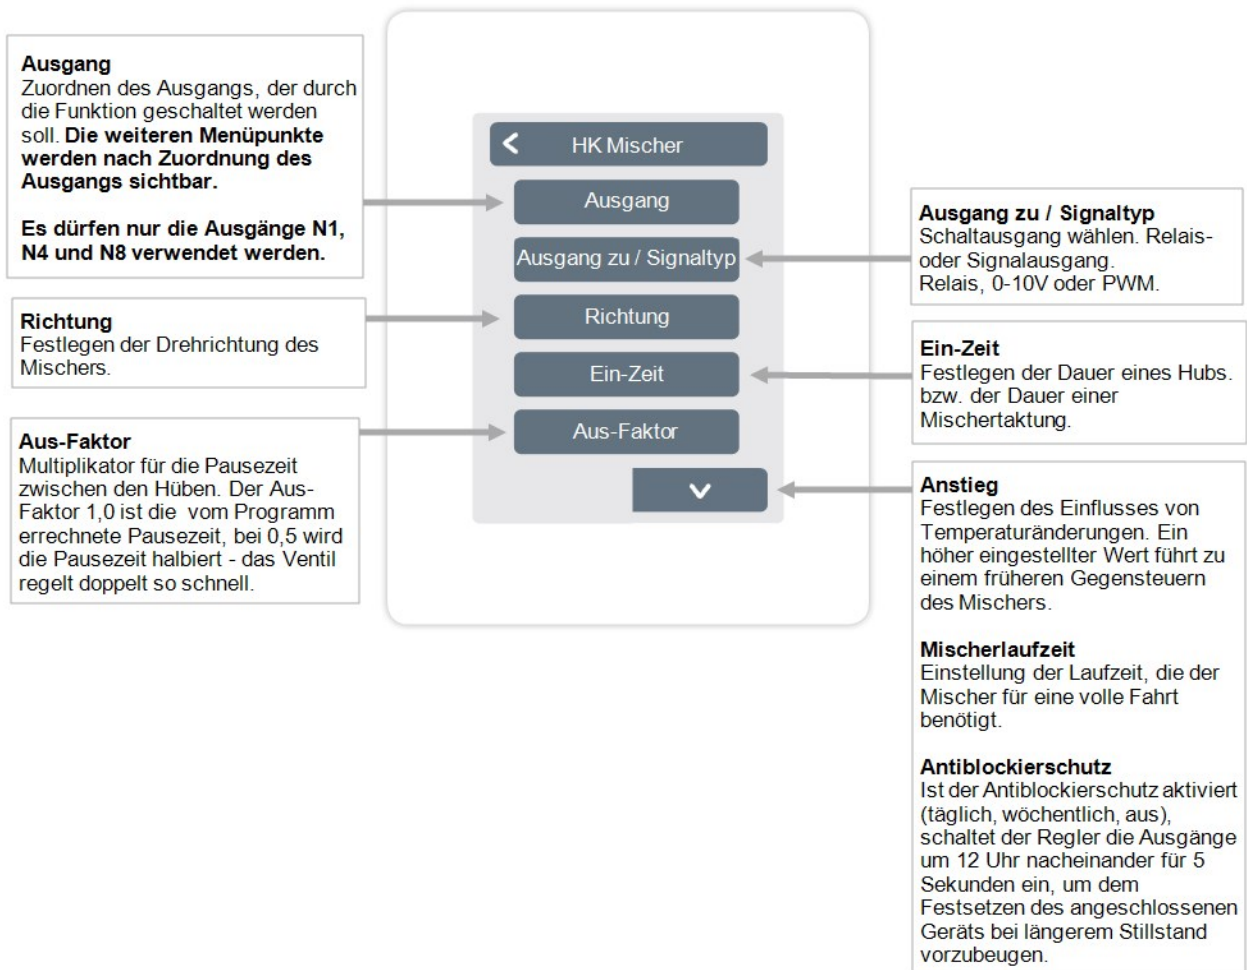 Ausgang
Zuordnen des Ausgangs, der durch
die Funktion geschaltet werden
soll. Die weiteren Menüpunkte
werden nach Zuordnung des
Ausgangs sichtbar.
Es dürfen nur die Ausgänge N1,
N4 und N8 verwendet werden.
Richtung
Festlegen der Drehrichtung des
Mischers.
Aus-Faktor
Multiplikator für die Pausezeit
zwischen den Hüben. Der Aus-
Faktor 1,0 ist die vom Programm
errechnete Pausezeit, bei 0,5 wird
die Pausezeit halbiert - das Ventil
regelt doppelt so schnell.
HK Mischer
Ausgang
Ausgang zu / Signaltyp
Richtung
Ein-Zeit
Aus-Faktor
Ausgang zu / Signaltyp
Schaltausgang wählen. Relais-
oder Signalausgang.
Relais, 0-10V oder PWM.
Ein-Zeit
Festlegen der Dauer eines Hubs.
bzw. der Dauer einer
Mischertaktung.
Anstieg
Festlegen des Einflusses von
Temperaturänderungen. Ein
höher eingestellter Wert führt zu
einem früheren Gegensteuern
des Mischers.
Mischerlaufzeit
Einstellung der Laufzeit, die der
Mischer für eine volle Fahrt
benötigt.
Antiblockierschutz
Ist der Antiblockierschutz aktiviert
(täglich, wöchentlich, aus),
schaltet der Regler die Ausgänge
um 12 Uhr nacheinander für 5
Sekunden ein, um dem
Festsetzen des angeschlossenen
Geräts bei längerem Stillstand
vorzubeugen.